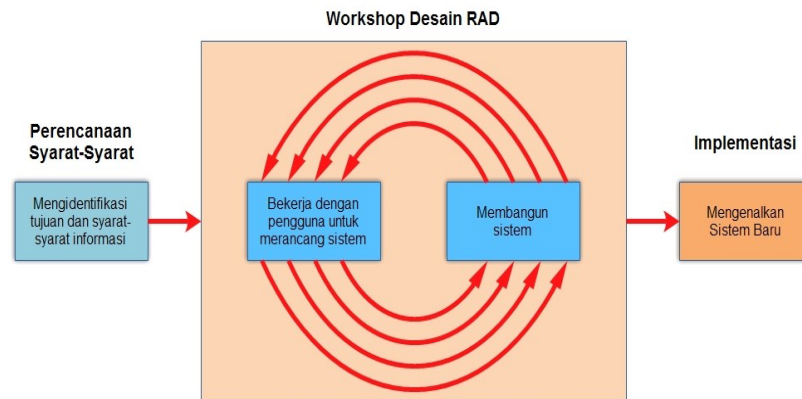 Workshop Desain RAD
Perencanaan
Syarat-Syarat
Mengidentifikasi
tujuan dan syarat-
syarat informasi
Bekerja dengan
pengguna untuk
merancang sistem
Membangun
sistem
Implementasi
Mengenalkan
Sistem Baru